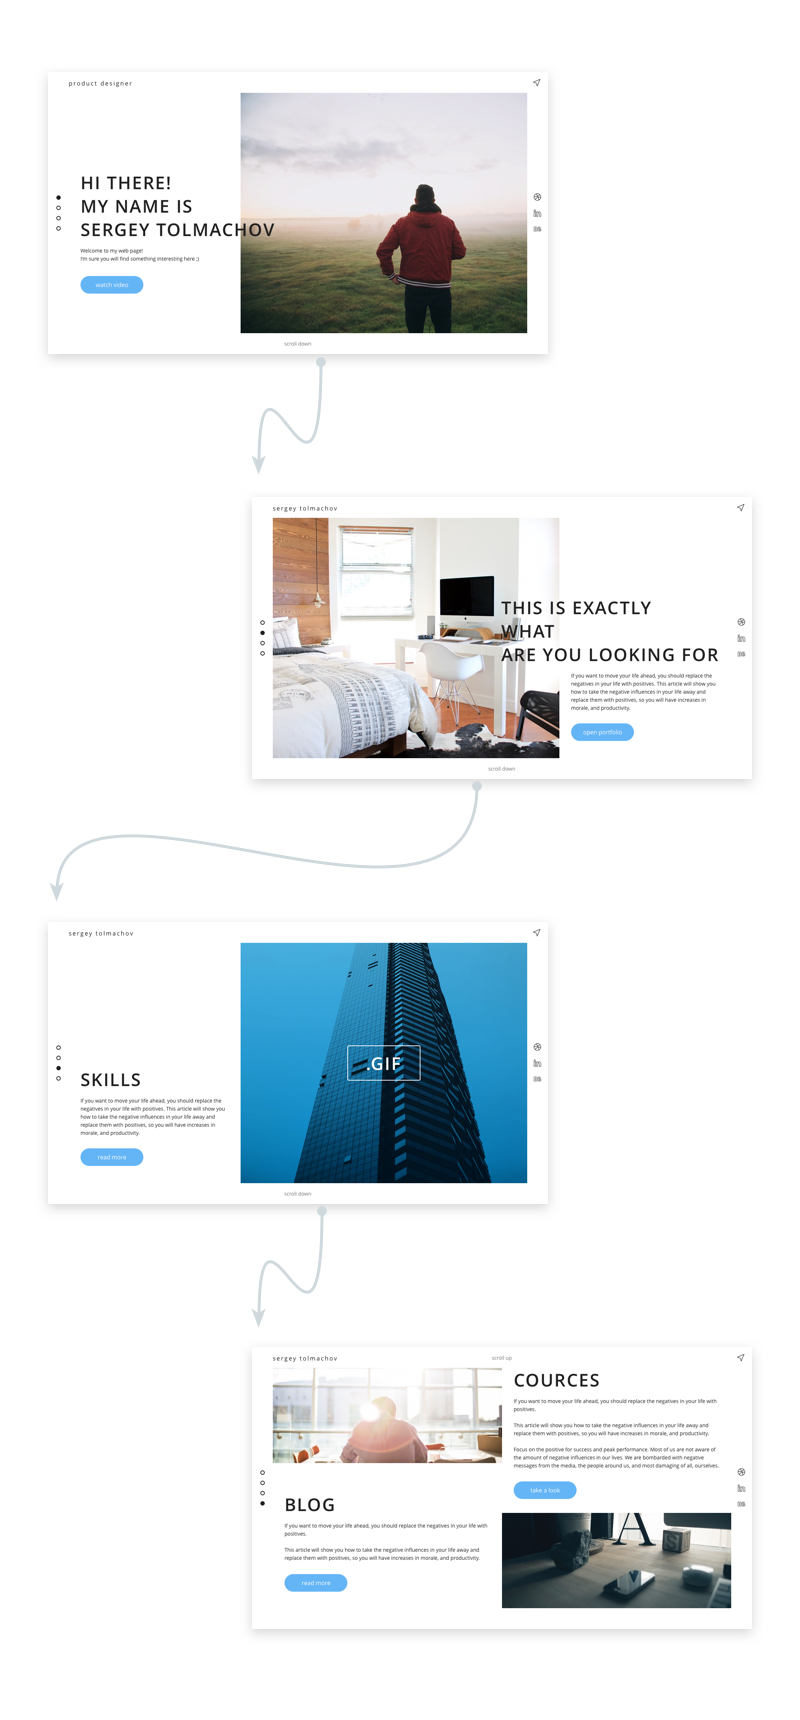 product designer
HI THERE!
MY NAME IS
SERGEY TOLMACHOV
Welcome to my web page!
I'm sure you will find something interesting here ;)
watch video
in
Bē
scroll down
sergey tolmachov
THIS IS EXACTLY
WHAT
ARE YOU LOOKING FOR
If you want to move your life ahead, you should replace the
negatives in your life with positives. This article will show you
how to take the negative influences in your life away and
replace them with positives, so you will have increases in
morale, and productivity.
open portfolio
in
Bē
scroll down
sergey tolmachov
.GIF
SKILLS
If you want to move your life ahead, you should replace the
negatives in your life with positives. This article will show you
how to take the negative influences in your life away and
replace them with positives, so you will have increases in
morale, and productivity.
read more
in
Bē
scroll down
sergey tolmachov
scroll up
COURCES
If you want to move your life ahead, you should replace the negatives in your life with
positives.
This article will show you how to take the negative influences in your life away and
replace them with positives, so you will have increases in morale, and productivity.
Focus on the positive for success and peak performance. Most of us are not aware of
the amount of negative influences in our lives. We are bombarded with negative
messages from the media, the people around us, and most damaging of all, ourselves.
take a look
in
Bē
BLOG
If you want to move your life ahead, you should replace the negatives in your life with
positives.
This article will show you how to take the negative influences in your life away and
replace them with positives, so you will have increases in morale, and productivity.
read more